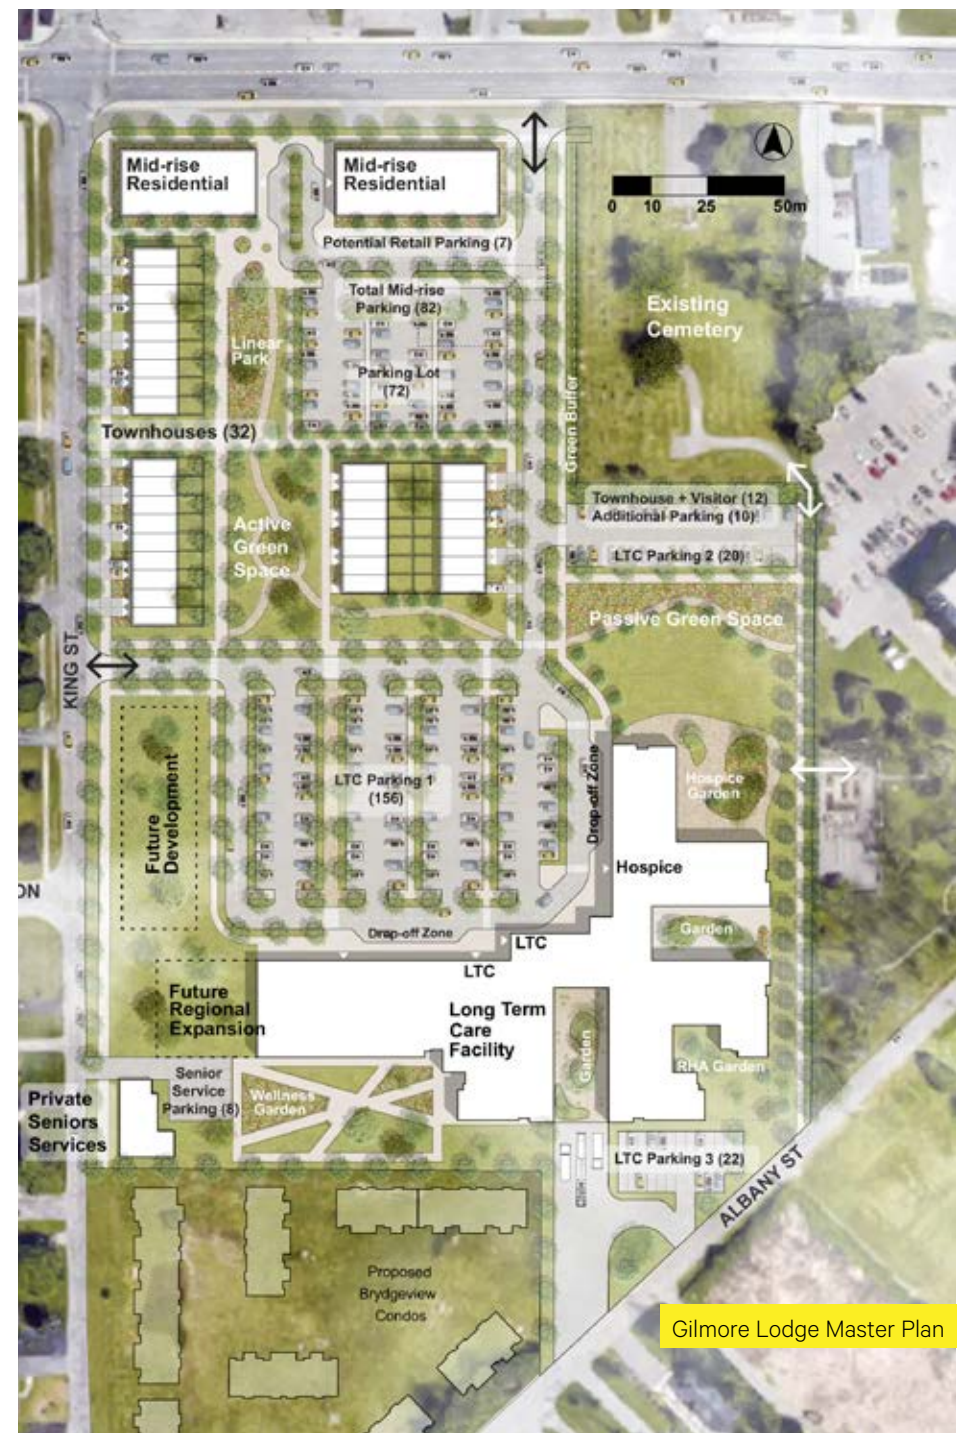 Mid-rise
Residential
Mid-rise
Residential
0 10 25 50m
Potential Retail Parking (7)
Total Mid-rise
Parking (82)
Existing
Cemetery
Linear
Park
Parking Lot
(72)
Green Buffer
Townhouses (32)
Townhouse + Visitor (12)
Additional Parking (10)
Active
Green
Space
LTC Parking 2 (20)
Passive Green Space
KING ST
Future
Development
LTC Parking 1
(156)
Drop-off Zone
Hospice
Garden
Hospice
ON
Drop-off Zone
LTC
Garden
LTC
Future
Regional
Expansion
Long Term
Care
Facility
Garden
RHA Garden
Senior
Service
Parking (8)
Wellness
Garden
Private
Seniors
Services
LTC Parking 3 (22)
ALBANY ST
Proposed
Brydgeview
Condos
Gilmore Lodge Master Plan